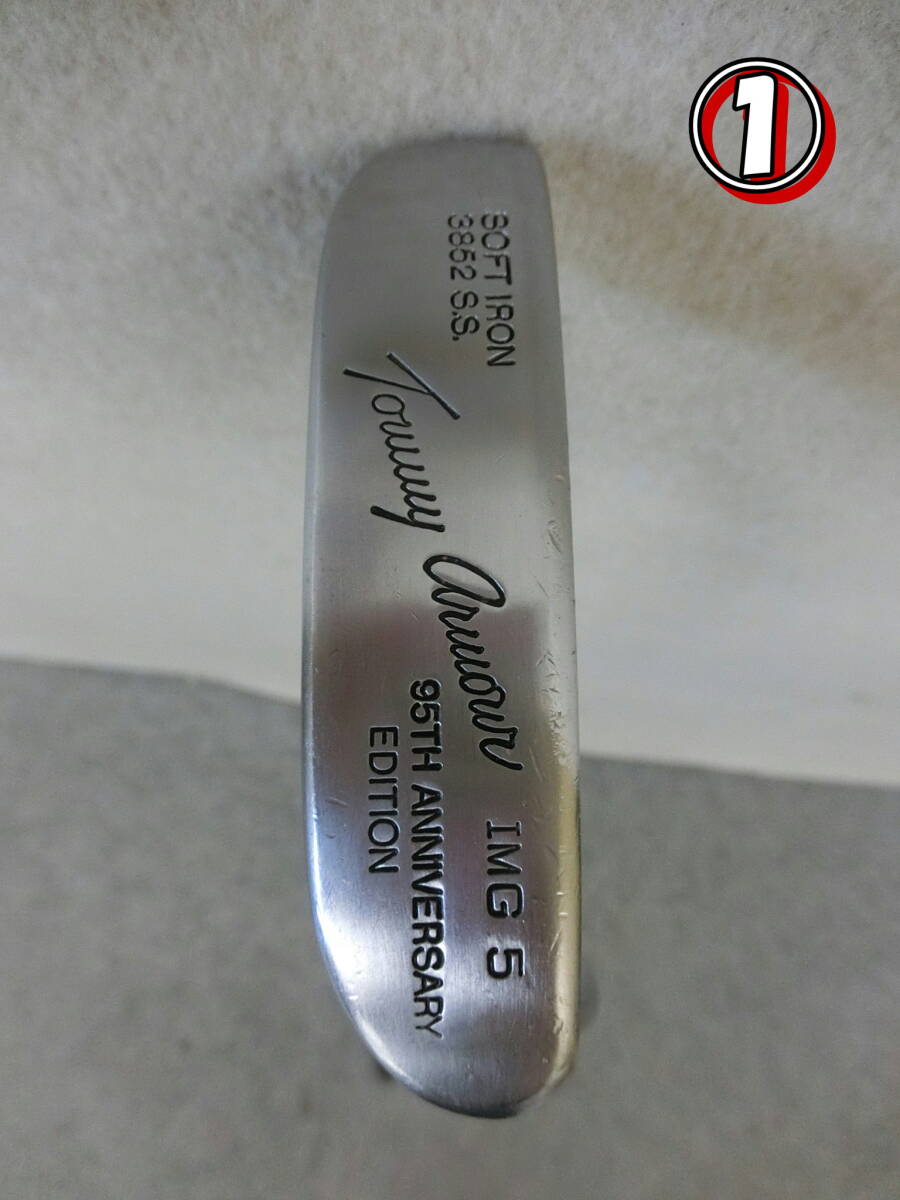 1
SOFT IRON
3852 S.S.
Tommy Armour
IMG 5
95TH ANNIVERSARY
EDITION